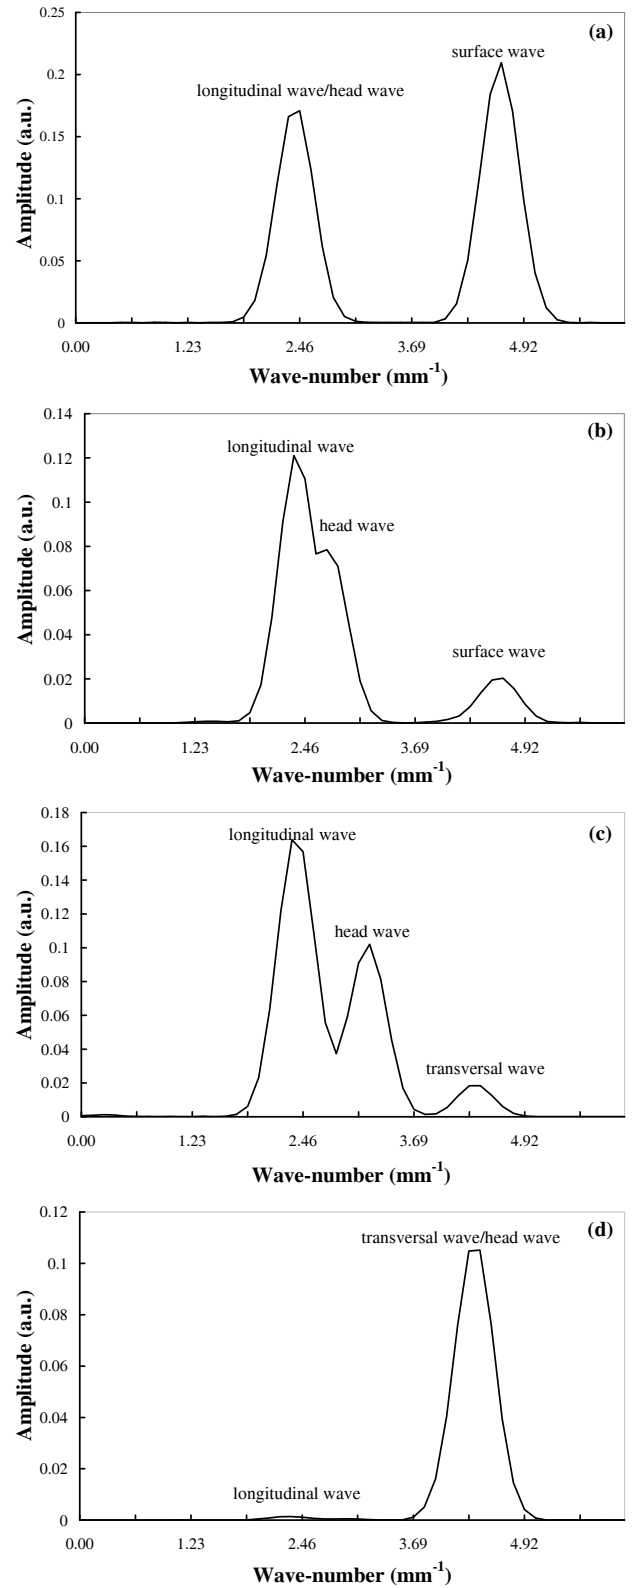 (a)
surface wave
longitudinal wave/head wave
Amplitude (a.u.)
0.25
0.2
0.15
0.1
0.05
0
0.00 1.23 2.46 3.69 4.92
Wave-number (mm-1)
(b)
longitudinal wave
head wave
surface wave
Amplitude (a.u.)
0.14
0.12
0.1
0.08
0.06
0.04
0.02
0
0.00 1.23 2.46 3.69 4.92
Wave-number (mm-1)
(c)
longitudinal wave
head wave
transversal wave
Amplitude (a.u.)
0.18
0.16
0.14
0.12
0.1
0.08
0.06
0.04
0.02
0
0.00 1.23 2.46 3.69 4.92
Wave-number (mm-1)
(d)
transversal wave/head wave
longitudinal wave
Amplitude (a.u.)
0.12
0.1
0.08
0.06
0.04
0.02
0
0.00 1.23 2.46 3.69 4.92
Wave-number (mm-1)